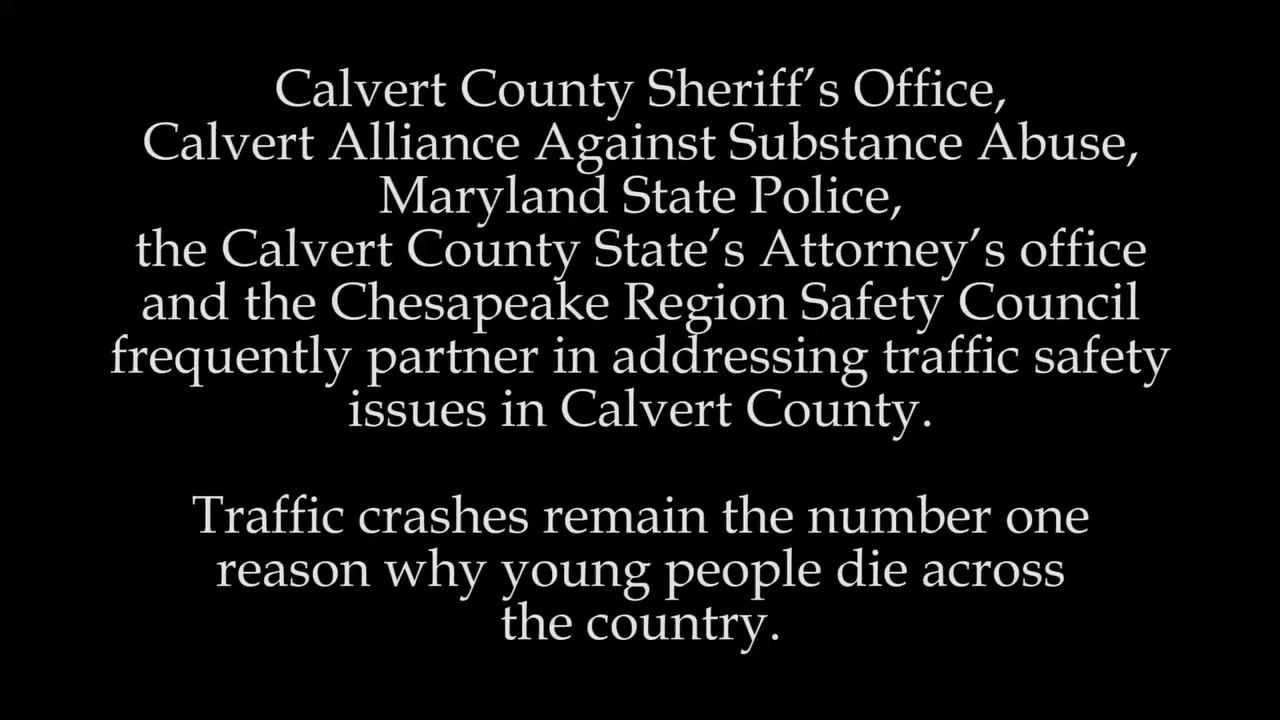 Calvert County Sheriff’s Office,
Calvert Alliance Against Substance Abuse,
Maryland State Police,
the Calvert County State’s Attorney’s office
and the Chesapeake Region Safety Council
frequently partner in addressing traffic safety
issues in Calvert County.
Traffic crashes remain the number one
reason why young people die across
the country.